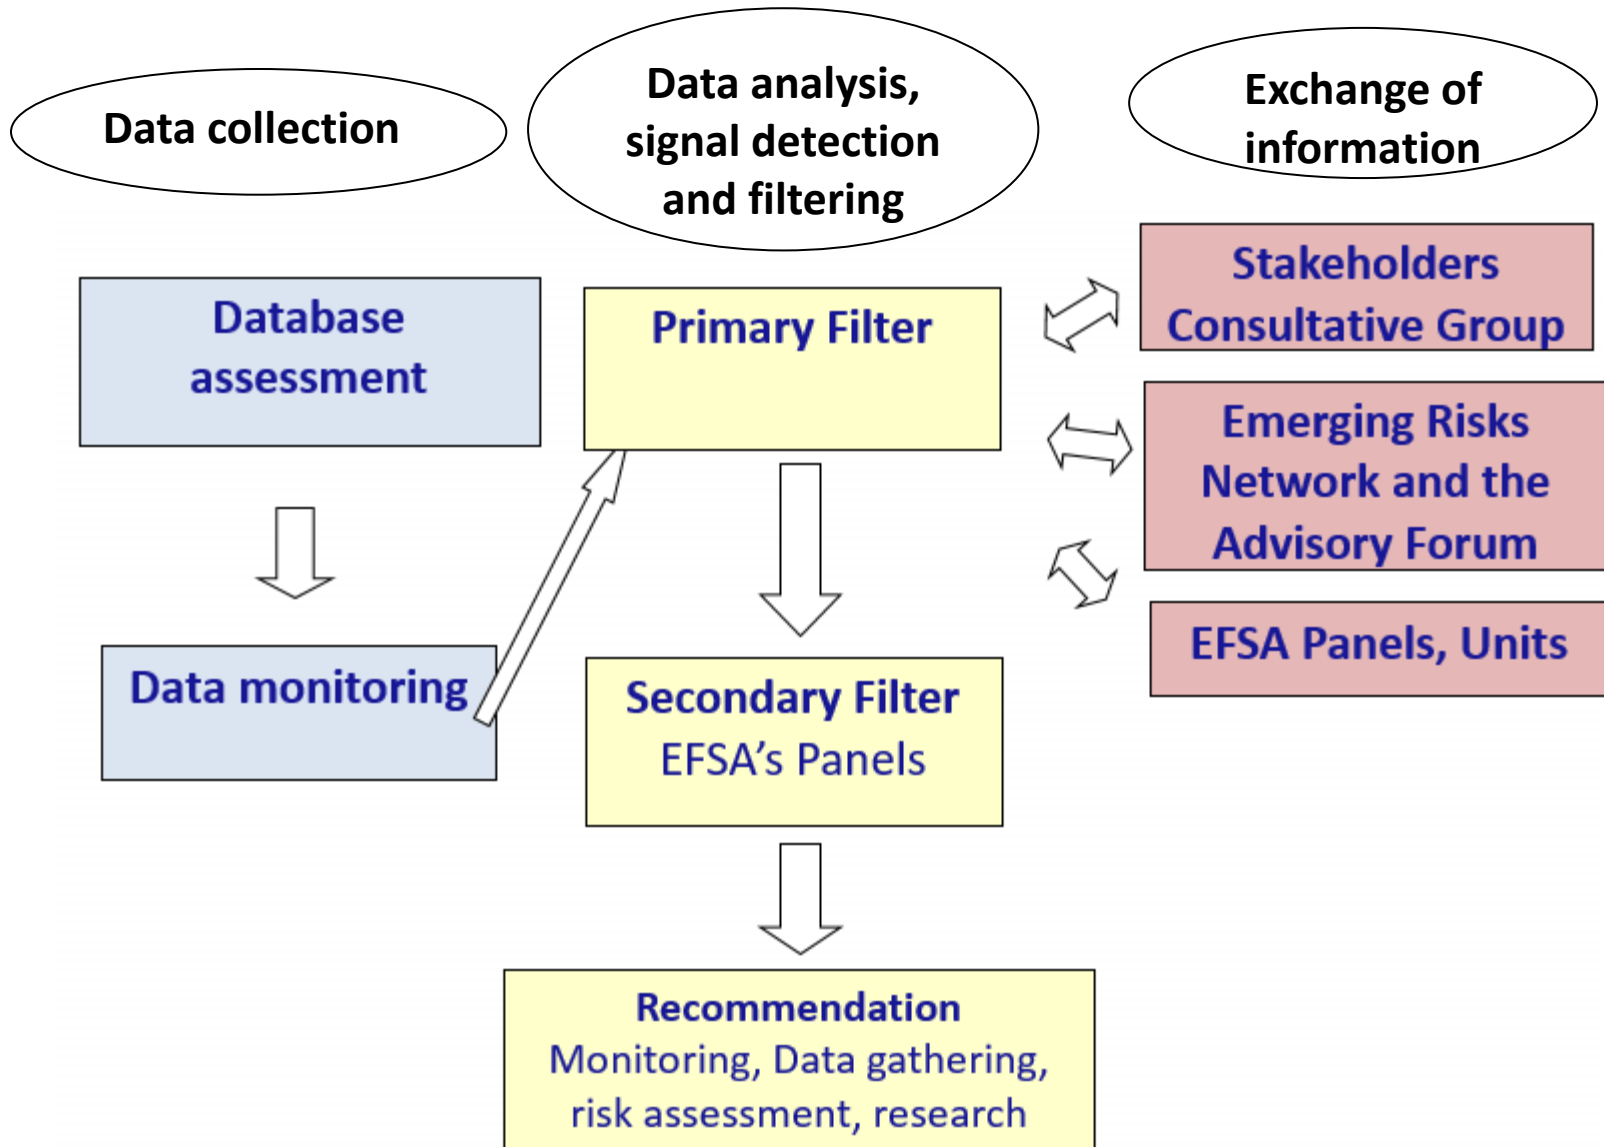 Data collection
Data analysis,
signal detection
and filtering
Exchange of
information
Database
assessment
Data monitoring
Primary Filter
Secondary Filter
EFSA’s Panels
Recommendation
Monitoring, Data gathering,
risk assessment, research
Stakeholders
Consultative Group
Emerging Risks
Network and the
Advisory Forum
EFSA Panels, Units